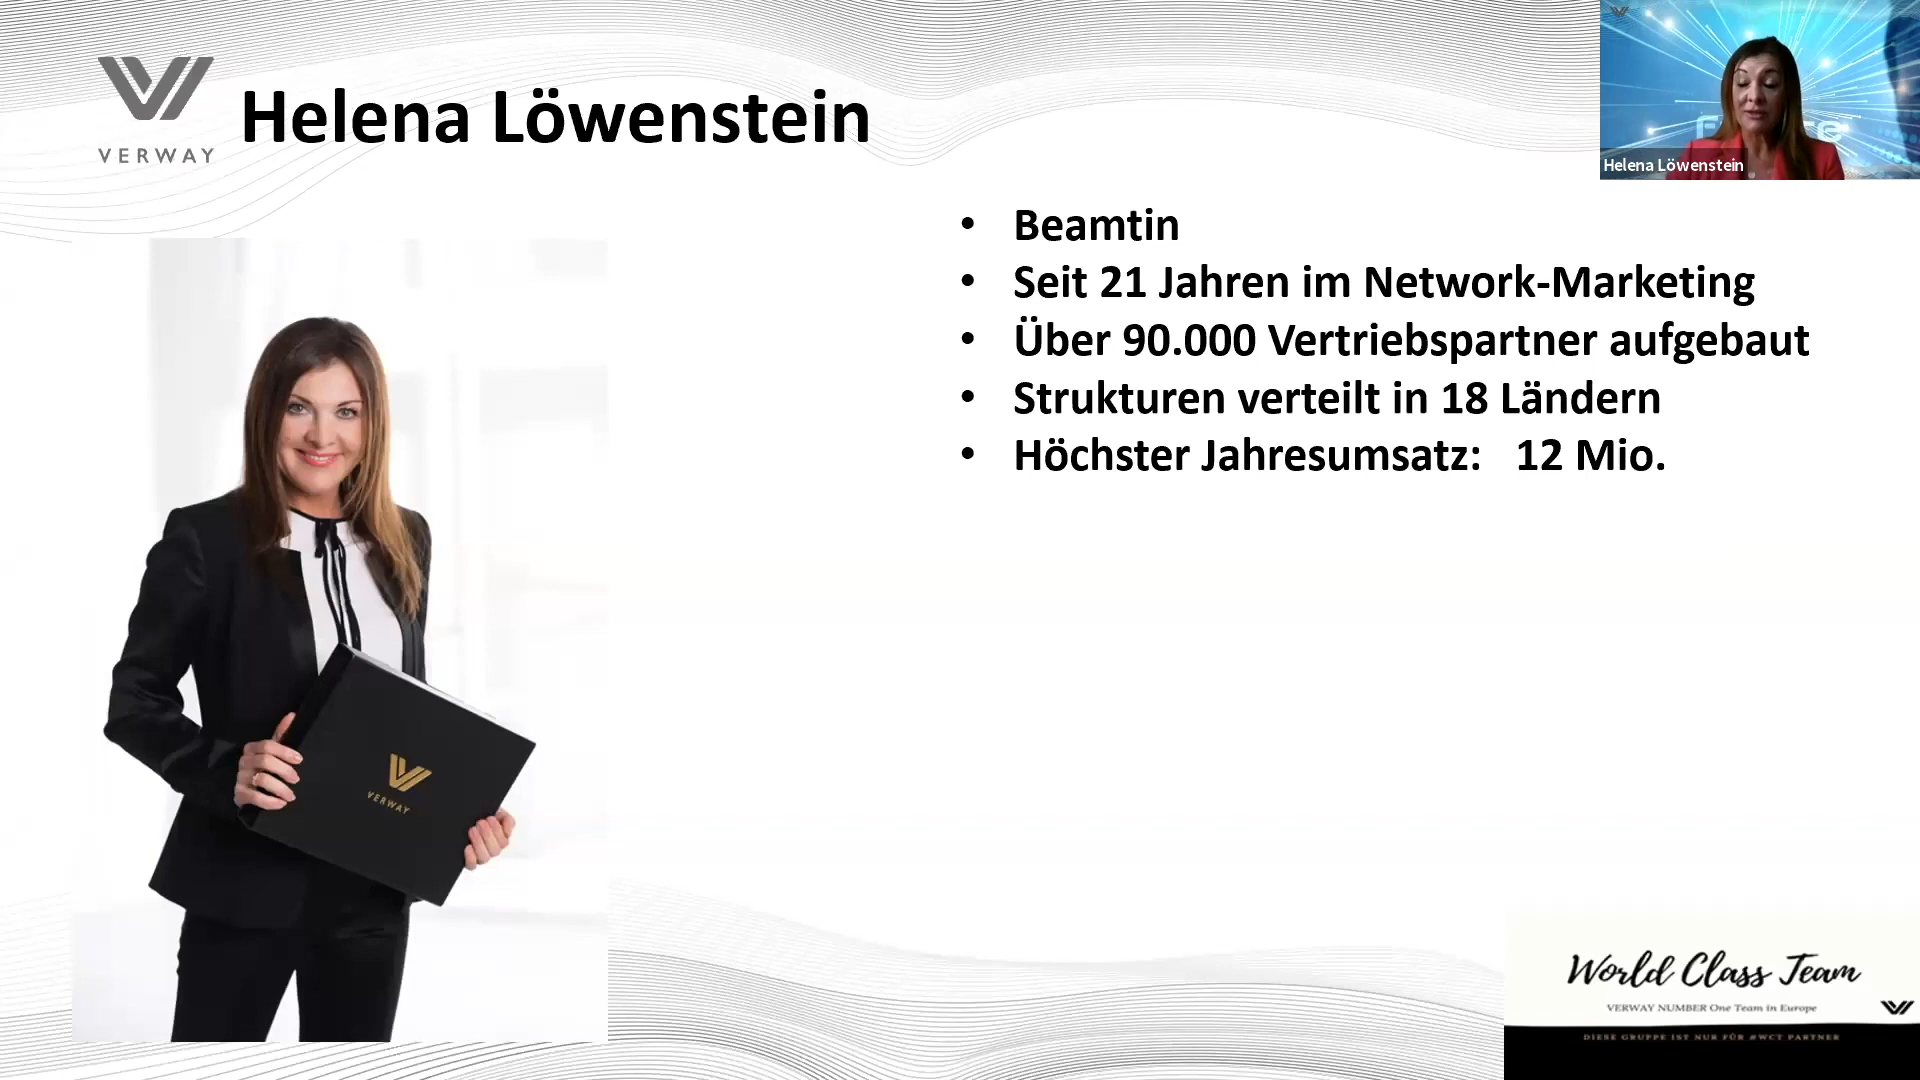 VERWAY
Helena Löwenstein
Helena Löwenstein
• Beamtin
• Seit 21 Jahren im Network-Marketing
• Über 90.000 Vertriebspartner aufgebaut
• Strukturen verteilt in 18 Ländern
• Höchster Jahresumsatz: 12 Mio.
VERWAY
World Class Team
VERWAY NUMBER One Team in Europe
DIESE GRUPPE IST NUR FÜR #WCT PARTNER